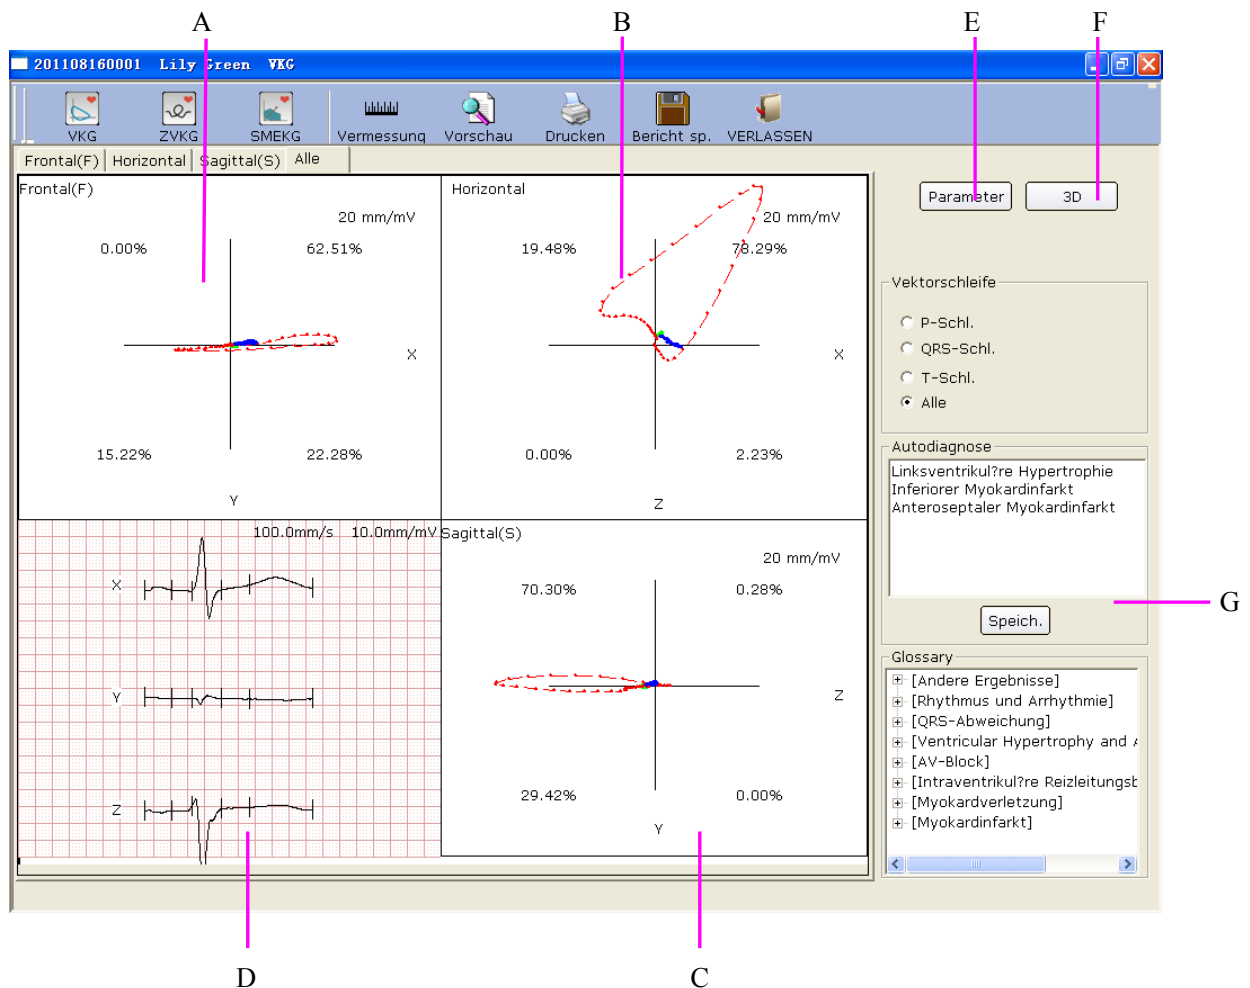 A B E F
201108160001 Lily Green VKG
VKG ZVKG SMEKG Vermessung Vorschau Drucken Bericht sp. VERLASSEN
Frontal(F) Horizontal Sagittal(S) Alle
Frontal(F)
20 mm/mV
0.00% 62.51%
X
15.22% 22.28%
Y
Horizontal
20 mm/mV
19.48% 78.29%
X
0.00% 2.23%
Z
100.0mm/s 10.0mm/mV
X
Y
Z
Sagittal(S)
20 mm/mV
70.30% 0.28%
Z
29.42% 0.00%
Y
Parameter 3D
Vektorschleife
P-Schl.
QRS-Schl.
T-Schl.
Alle
Autodiagnose
Linksventrikul?re Hypertrophie
Inferiorer Myokardinfarkt
Anteroseptaler Myokardinfarkt
Speich.
G
Glossary
[Andere Ergebnisse]
[Rhythmus und Arrhythmie]
[QRS-Abweichung]
[Ventricular Hypertrophy and A
[AV-Block]
[Intraventrikul?re Reizleitungsb
[Myokardverletzung]
[Myokardinfarkt]
D C